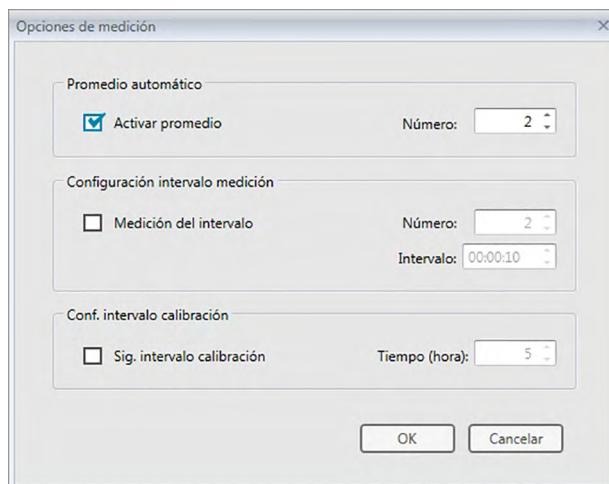 Opciones de medición
Promedio automático
Activar promedio Número: 2
Configuración intervalo medición
Medición del intervalo Número: 2
Intervalo: 00:00:10
Conf. intervalo calibración
Sig. intervalo calibración Tiempo (hora): 5
OK Cancelar